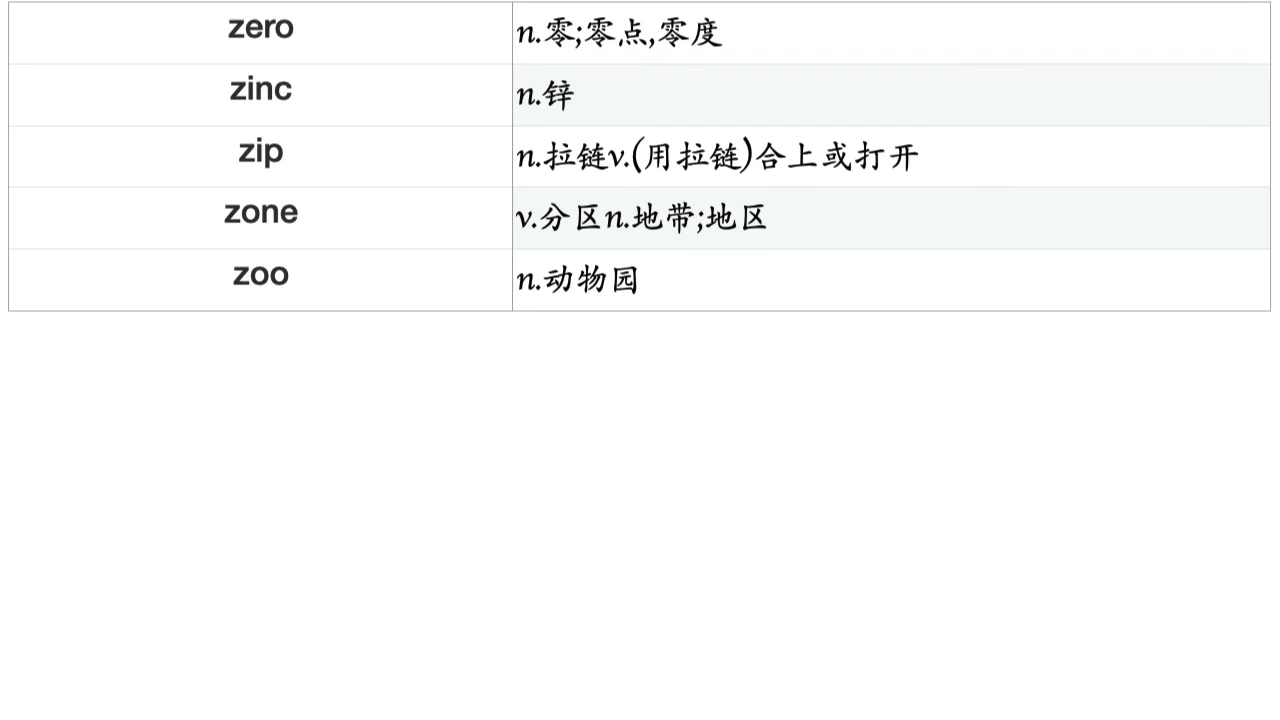 zero n.零;零点,零度
zinc n.锌
zip n.拉链v.(用拉链)合上或打开
zone v.分区n.地带;地区
zoo n.动物园